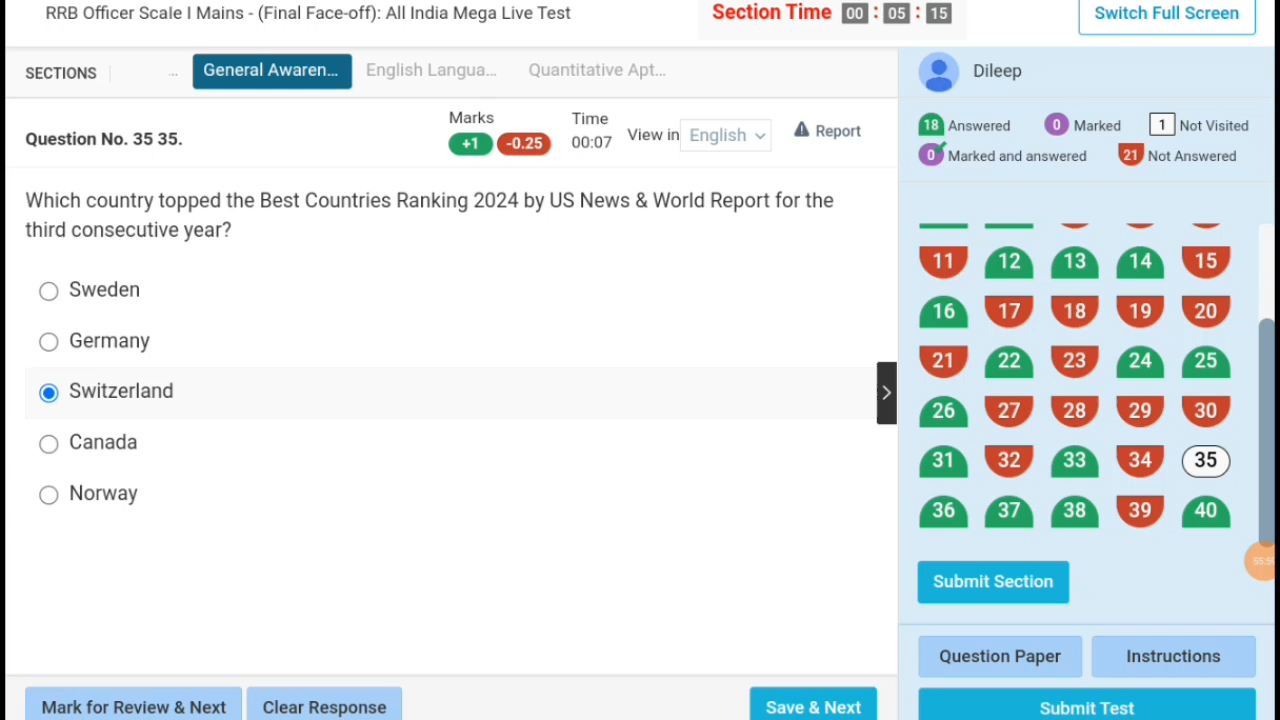 RRB Officer Scale I Mains - (Final Face-off): All India Mega Live Test
Section Time 00 : 05 : 15
Switch Full Screen
SECTIONS ... General Awaren... English Langua... Quantitative Apt...
Dileep
Question No. 35 35.
Marks
+1 -0.25
Time
00:07
View in English
Report
18 Answered 0 Marked 1 Not Visited
0 Marked and answered 21 Not Answered
Which country topped the Best Countries Ranking 2024 by US News & World Report for the
third consecutive year?
Sweden
Germany
Switzerland
Canada
Norway
11 12 13 14 15
16 17 18 19 20
21 22 23 24 25
26 27 28 29 30
31 32 33 34 35
36 37 38 39 40
Submit Section
Question Paper Instructions
Mark for Review & Next Clear Response Save & Next
Submit Test